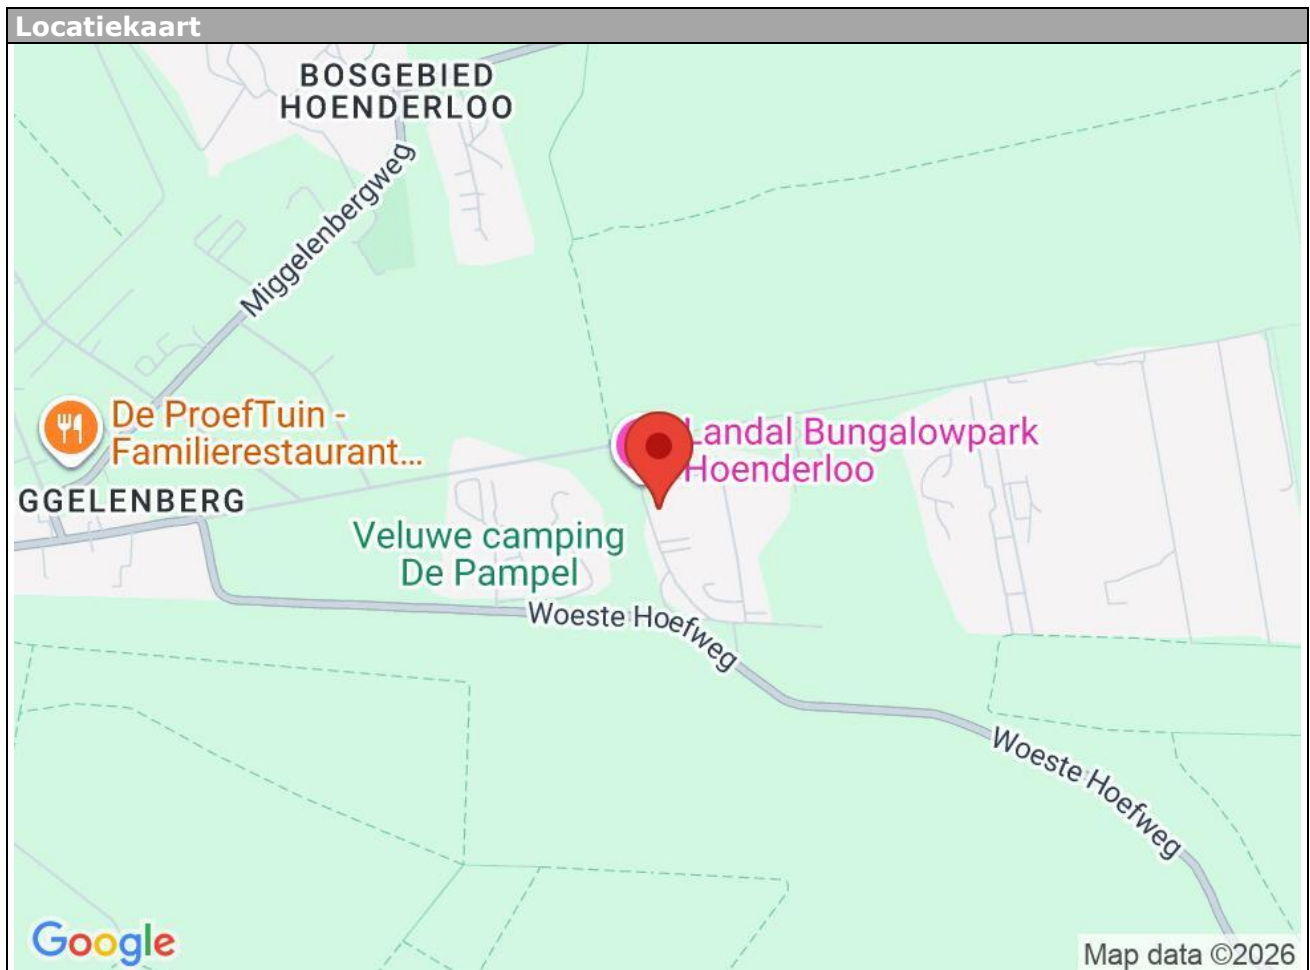 Locatiekaart
BOSGEBIED
HOENDERLOO
Miggelenbergweg
De ProefTuin -
Familierestaurant...
Landal Bungalowpark
Hoenderloo
GGELENBERG
Veluwe camping
De Pampel
Woeste Hoefweg
Woeste Hoefweg
Google
Map data ©2026